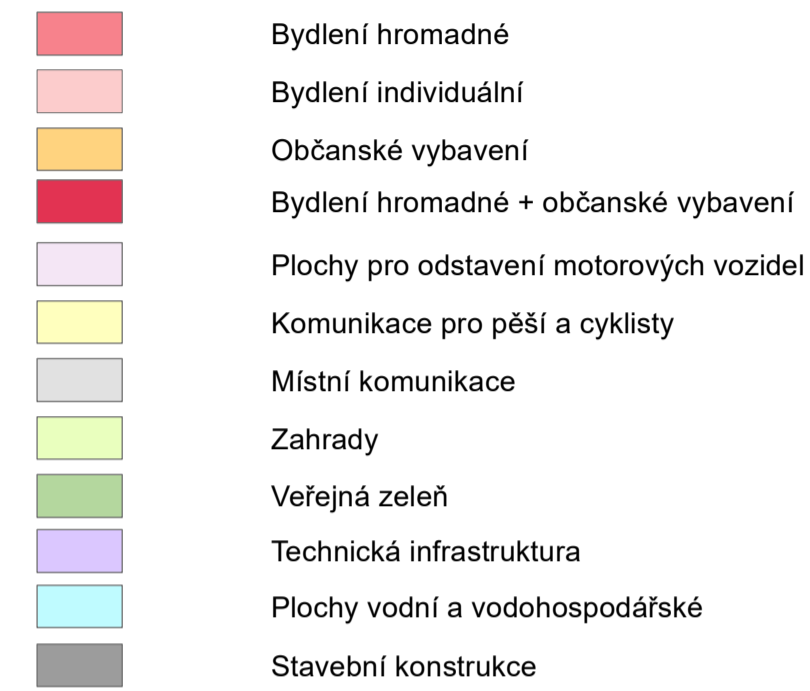 Bydlení hromadné
Bydlení individuální
Občanské vybavení
Bydlení hromadné + občanské vybavení
Plochy pro odstavení motorových vozidel
Komunikace pro pěší a cyklisty
Místní komunikace
Zahrady
Veřejná zeleň
Technická infrastruktura
Plochy vodní a vodohospodářské
Stavební konstrukce